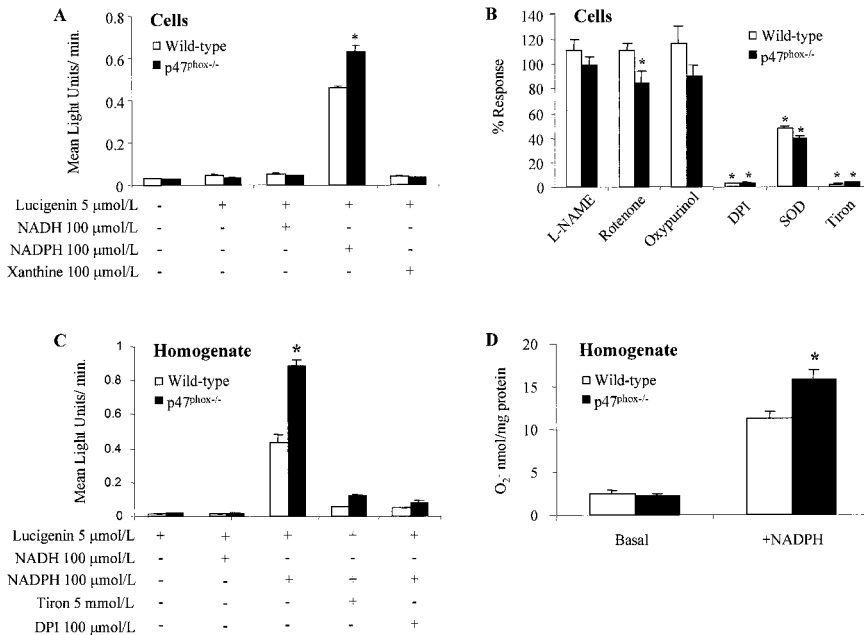 A
Cells
Wild-type
p47phox-/-
Mean Light Units/ min.
0.8
0.6
0.4
0.2
0
*
Lucigenin 5 μmol/L - + + + +
NADH 100 μmol/L - - + - -
NADPH 100 μmol/L - - - + -
Xanthine 100 μmol/L - - - - +
B
Cells
Wild-type
p47phox-/-
% Response
140
120
100
80
60
40
20
0
*
* *
* *
* *
L-NAME
Rotenone
Oxypurinol
DPI
SOD
Tiron
C
Homogenate
Wild-type
p47phox-/-
Mean Light Units/ min.
1
0.8
0.6
0.4
0.2
0
*
Lucigenin 5 μmol/L + + + + +
NADH 100 μmol/L - + - - -
NADPH 100 μmol/L - - + + +
Tiron 5 mmol/L - - - + -
DPI 100 μmol/L - - - - +
D
Homogenate
Wild-type
p47phox-/-
O2- nmol/mg protein
20
15
10
5
0
*
Basal
+NADPH